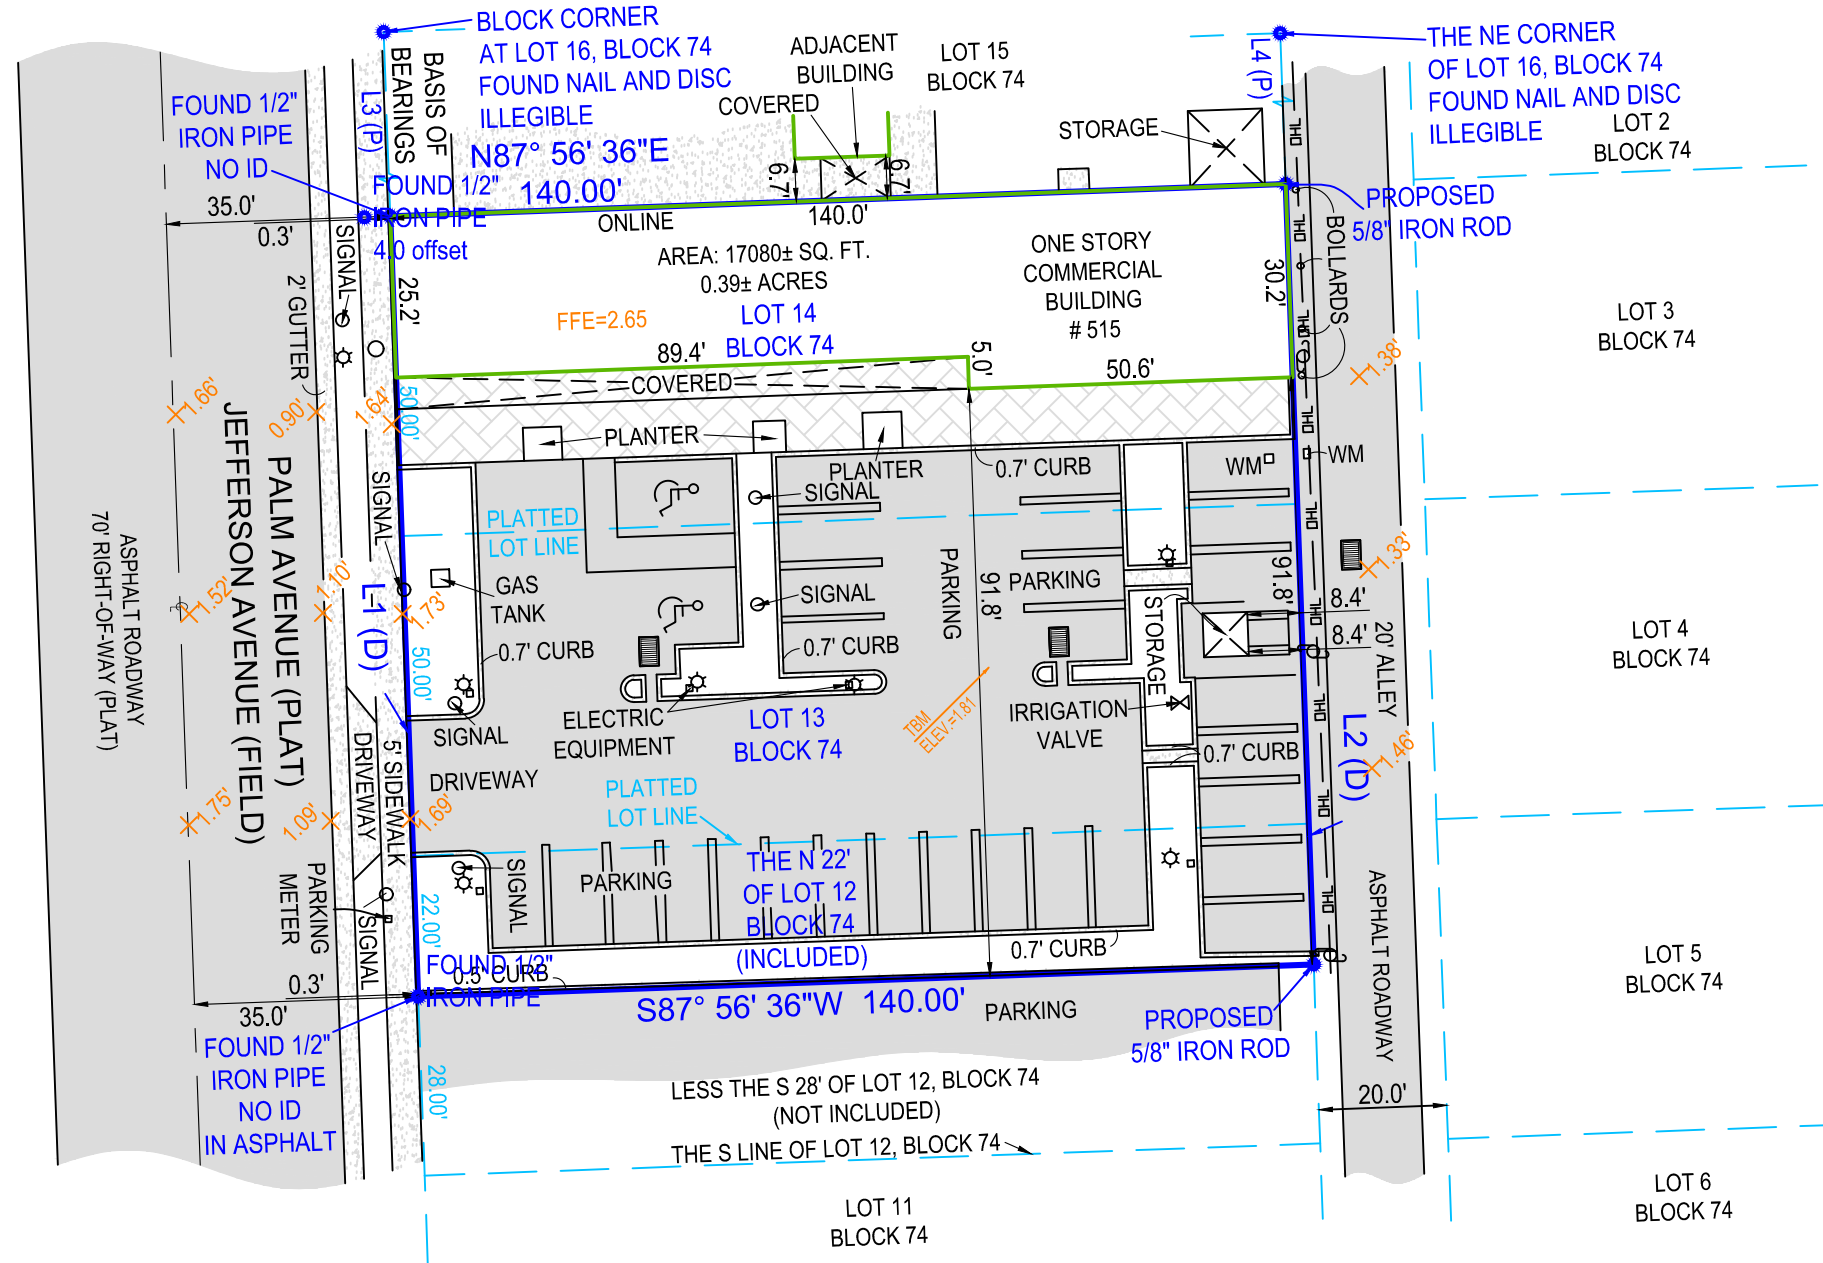 BLOCK CORNER
AT LOT 16, BLOCK 74
FOUND NAIL AND DISC
ILLEGIBLE
BASIS OF
BEARINGS
L3 (P)
ADJACENT
BUILDING
COVERED
LOT 15
BLOCK 74
STORAGE
L4 (P)
THE NE CORNER
OF LOT 16, BLOCK 74
FOUND NAIL AND DISC
ILLEGIBLE
LOT 2
BLOCK 74
FOUND 1/2"
IRON PIPE
NO ID
N87° 56' 36"E
140.00'
FOUND 1/2"
IRON PIPE
4.0 offset
35.0'
0.3'
6.7'
6.7'
ONLINE
140.0'
PROPOSED
5/8" IRON ROD
OHL
OHL
OHL
OHL
OHL
OHL
OHL
OHL
OHL
BOLLARDS
SIGNAL
2' GUTTER
25.2'
AREA: 17080± SQ. FT.
0.39± ACRES
LOT 14
BLOCK 74
FFE=2.65
ONE STORY
COMMERCIAL
BUILDING
# 515
30.2'
LOT 3
BLOCK 74
89.4'
5.0'
50.6'
COVERED
1.38'
1.66'
0.90'
1.64'
50.00'
PLANTER
PLANTER
SIGNAL
0.7' CURB
WM
WM
JEFFERSON AVENUE (FIELD)
PALM AVENUE (PLAT)
ASPHALT ROADWAY
70' RIGHT-OF-WAY (PLAT)
SIGNAL
PLATTED
LOT LINE
GAS
TANK
0.7' CURB
SIGNAL
0.7' CURB
PARKING
91.8'
PARKING
STORAGE
91.8'
8.4'
8.4'
1.33'
20' ALLEY
LOT 4
BLOCK 74
1.52'
1.10'
1.73'
L1 (D)
50.00'
SIGNAL
ELECTRIC
EQUIPMENT
LOT 13
BLOCK 74
TBM
ELEV.=1.81
IRRIGATION
VALVE
0.7' CURB
L2 (D)
1.46'
DRIVEWAY
DRIVEWAY
5' SIDEWALK
PLATTED
LOT LINE
1.75'
1.09'
1.69'
PARKING
METER
SIGNAL
22.00'
SIGNAL
PARKING
THE N 22'
OF LOT 12
BLOCK 74
(INCLUDED)
0.7' CURB
ASPHALT ROADWAY
LOT 5
BLOCK 74
FOUND 1/2"
IRON PIPE
0.5' CURB
0.3'
35.0'
S87° 56' 36"W 140.00'
PARKING
PROPOSED
5/8" IRON ROD
FOUND 1/2"
IRON PIPE
NO ID
IN ASPHALT
28.00'
LESS THE S 28' OF LOT 12, BLOCK 74
(NOT INCLUDED)
THE S LINE OF LOT 12, BLOCK 74
20.0'
LOT 11
BLOCK 74
LOT 6
BLOCK 74